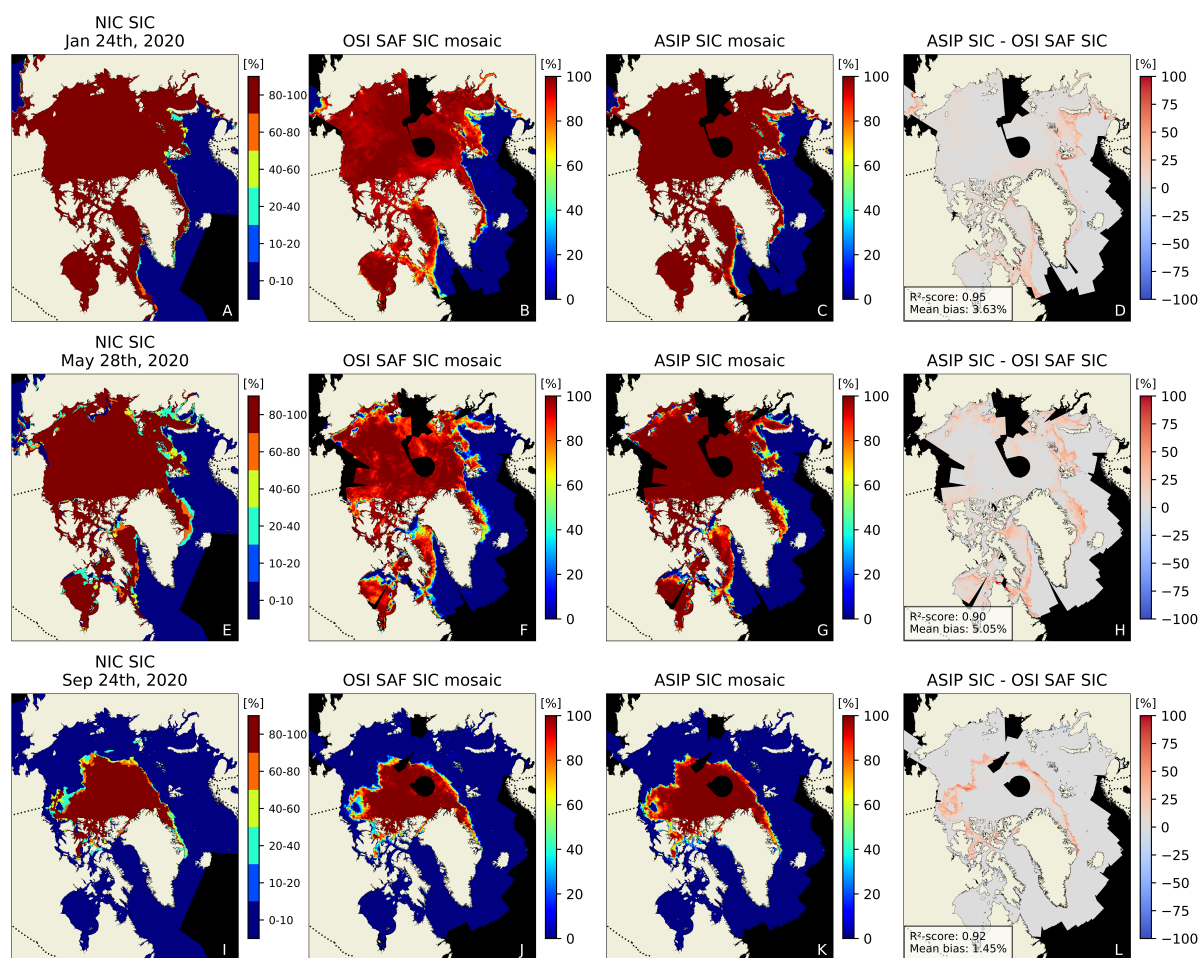 NIC SIC
Jan 24th, 2020
OSI SAF SIC mosaic
ASIP SIC mosaic
ASIP SIC - OSI SAF SIC
[%]
80-100
60-80
40-60
20-40
10-20
0-10
A
[%]
100
80
60
40
20
0
B
[%]
100
80
60
40
20
0
C
[%]
100
75
50
25
0
−25
−50
−75
−100
R²-score: 0.95
Mean bias: 3.63%
D
NIC SIC
May 28th, 2020
OSI SAF SIC mosaic
ASIP SIC mosaic
ASIP SIC - OSI SAF SIC
[%]
80-100
60-80
40-60
20-40
10-20
0-10
E
[%]
100
80
60
40
20
0
F
[%]
100
80
60
40
20
0
G
[%]
100
75
50
25
0
−25
−50
−75
−100
R²-score: 0.90
Mean bias: 5.05%
H
NIC SIC
Sep 24th, 2020
OSI SAF SIC mosaic
ASIP SIC mosaic
ASIP SIC - OSI SAF SIC
[%]
80-100
60-80
40-60
20-40
10-20
0-10
I
[%]
100
80
60
40
20
0
J
[%]
100
80
60
40
20
0
K
[%]
100
75
50
25
0
−25
−50
−75
−100
R²-score: 0.92
Mean bias: 1.45%
L